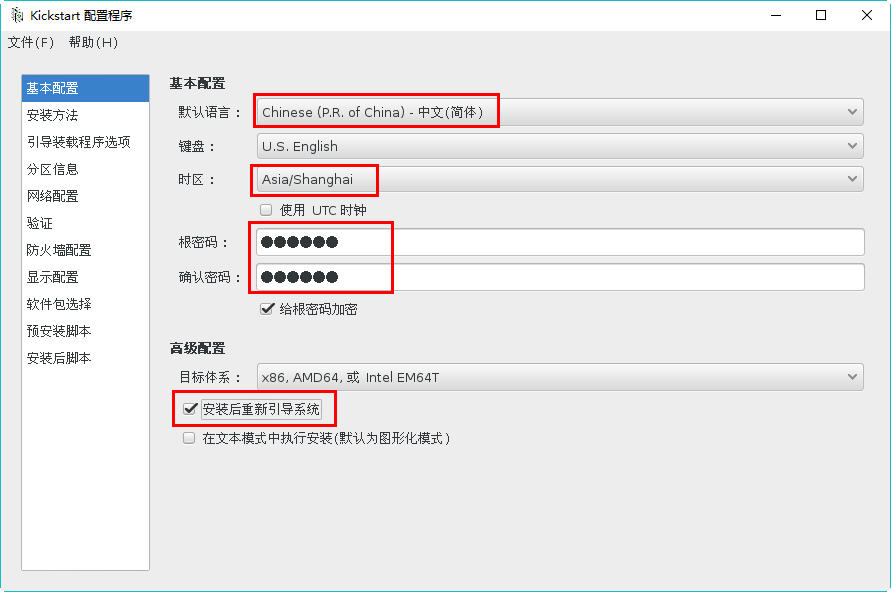 Kickstart 配置程序
文件(F) 帮助(H)
基本配置
安装方法
引导装载程序选项
分区信息
网络配置
验证
防火墙配置
显示配置
软件包选择
预安装脚本
安装后脚本
基本配置
默认语言： Chinese (P.R. of China) - 中文(简体)
键盘： U.S. English
时区： Asia/Shanghai
使用 UTC 时钟
根密码： ●●●●●●
确认密码： ●●●●●●
给根密码加密
高级配置
目标体系： x86, AMD64, 或 Intel EM64T
安装后重新引导系统
在文本模式中执行安装(默认为图形化模式)